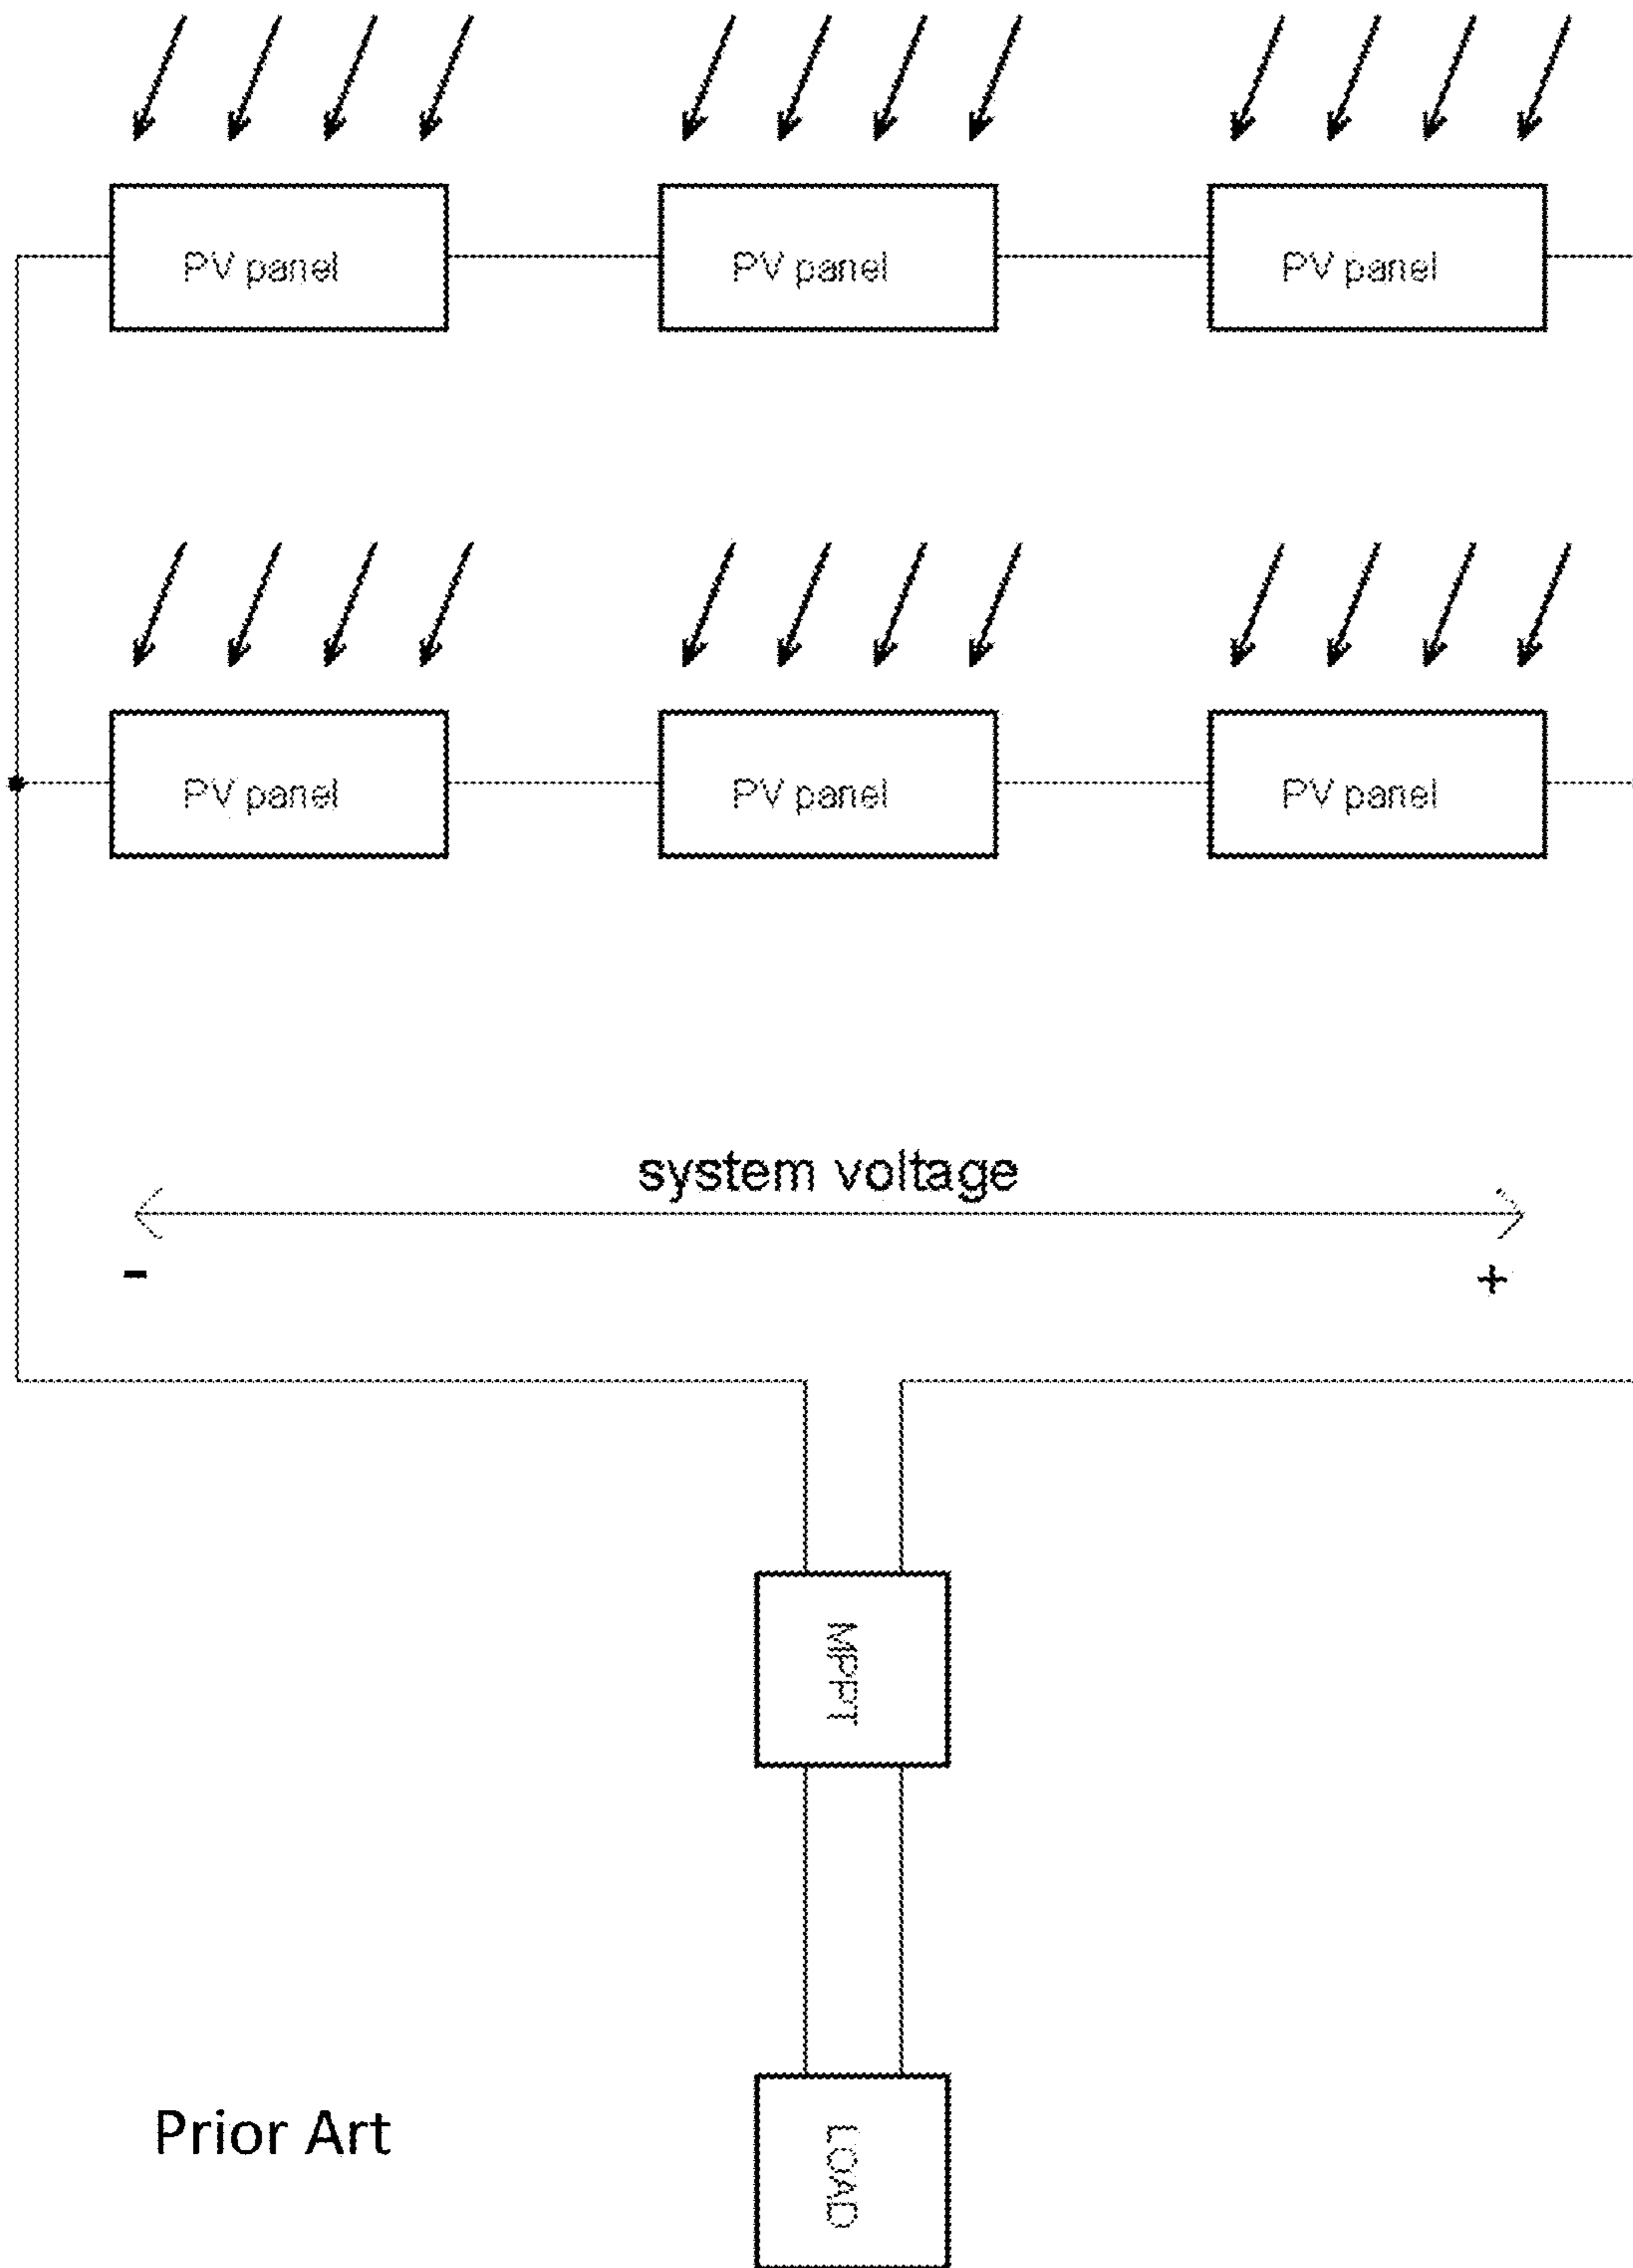 PV panel
PV panel
PV panel
PV panel
PV panel
PV panel
system voltage
-
+
MPPT
LOAD
Prior Art